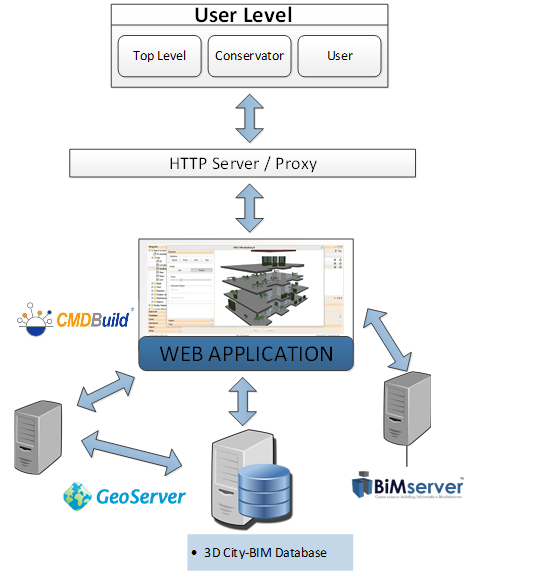 User Level
Top Level
Conservator
User
HTTP Server / Proxy
WEB APPLICATION
CMDBuild
GeoServer
BiMserver
• 3D City-BIM Database